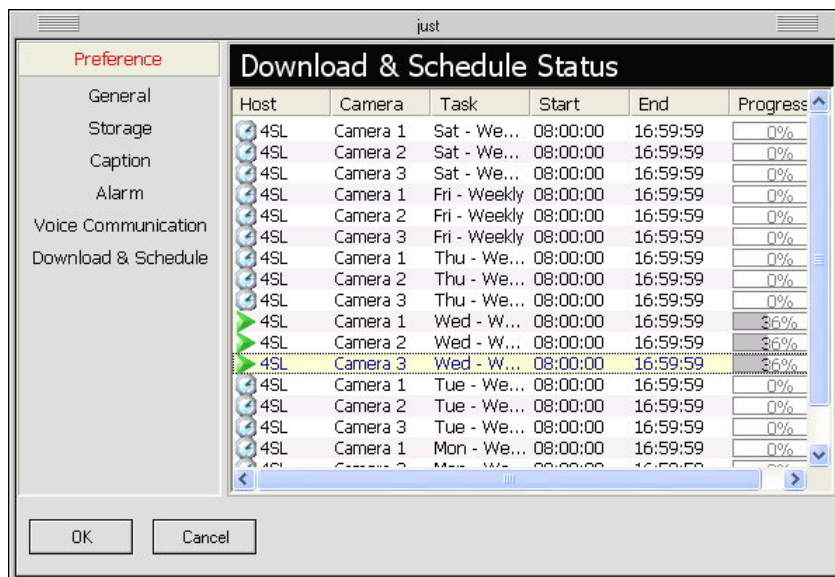 just
Preference
General
Storage
Caption
Alarm
Voice Communication
Download & Schedule
Download & Schedule Status
Host Camera Task Start End Progress
4SL Camera 1 Sat - We... 08:00:00 16:59:59 0%
4SL Camera 2 Sat - We... 08:00:00 16:59:59 0%
4SL Camera 3 Sat - We... 08:00:00 16:59:59 0%
4SL Camera 1 Fri - Weekly 08:00:00 16:59:59 0%
4SL Camera 2 Fri - Weekly 08:00:00 16:59:59 0%
4SL Camera 3 Fri - Weekly 08:00:00 16:59:59 0%
4SL Camera 1 Thu - We... 08:00:00 16:59:59 0%
4SL Camera 2 Thu - We... 08:00:00 16:59:59 0%
4SL Camera 3 Thu - We... 08:00:00 16:59:59 0%
4SL Camera 1 Wed - W... 08:00:00 16:59:59 36%
4SL Camera 2 Wed - W... 08:00:00 16:59:59 36%
4SL Camera 3 Wed - W... 08:00:00 16:59:59 36%
4SL Camera 1 Tue - We... 08:00:00 16:59:59 0%
4SL Camera 2 Tue - We... 08:00:00 16:59:59 0%
4SL Camera 3 Tue - We... 08:00:00 16:59:59 0%
4SL Camera 1 Mon - We... 08:00:00 16:59:59 0%
OK Cancel